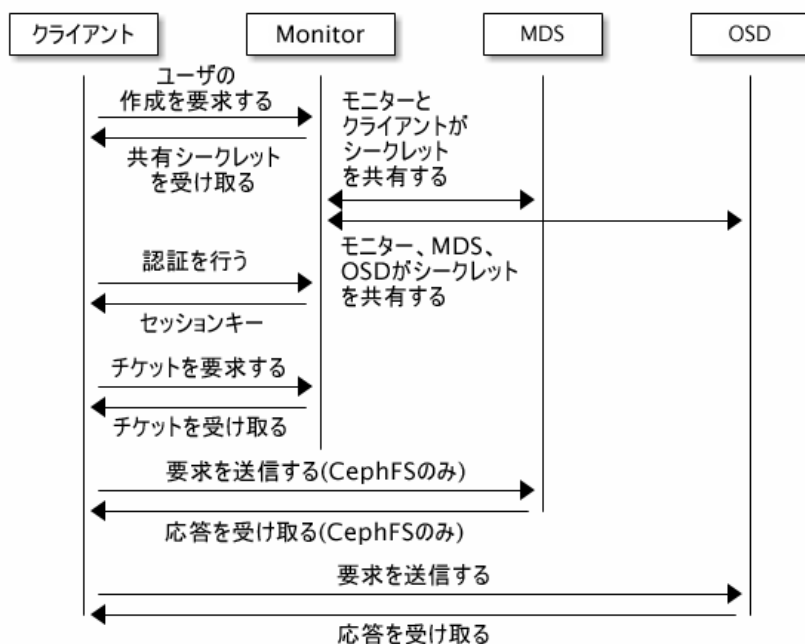 クライアント
Monitor
MDS
OSD
ユーザの
作成を要求する
共有シークレット
を受け取る
モニターと
クライアントが
シークレット
を共有する
モニター、MDS、
OSDがシークレット
を共有する
認証を行う
セッションキー
チケットを要求する
チケットを受け取る
要求を送信する(CephFSのみ)
応答を受け取る(CephFSのみ)
要求を送信する
応答を受け取る